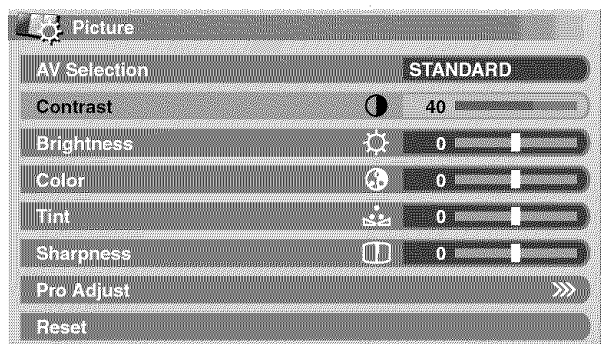 Picture
AV Selection STANDARD
Contrast 40
Brightness 0
Color 0
Tint 0
Sharpness 0
Pro Adjust >>>
Reset